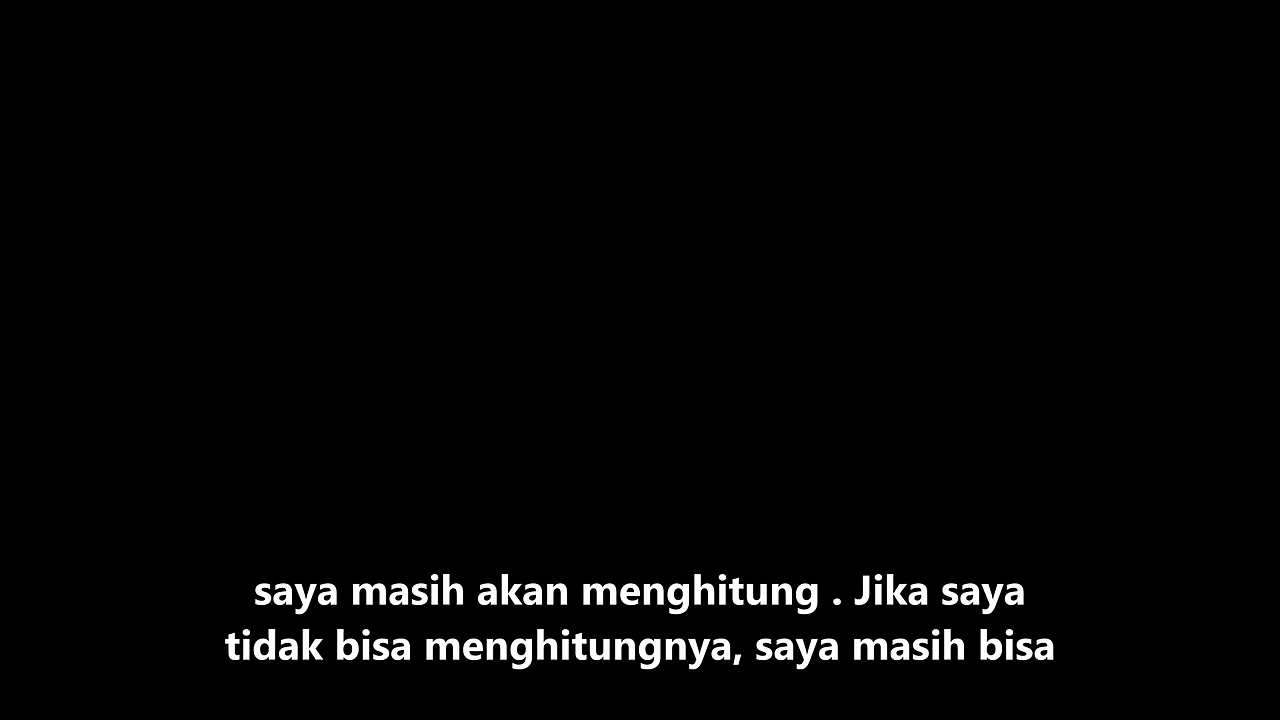 saya masih akan menghitung . Jika saya
tidak bisa menghitungnya, saya masih bisa